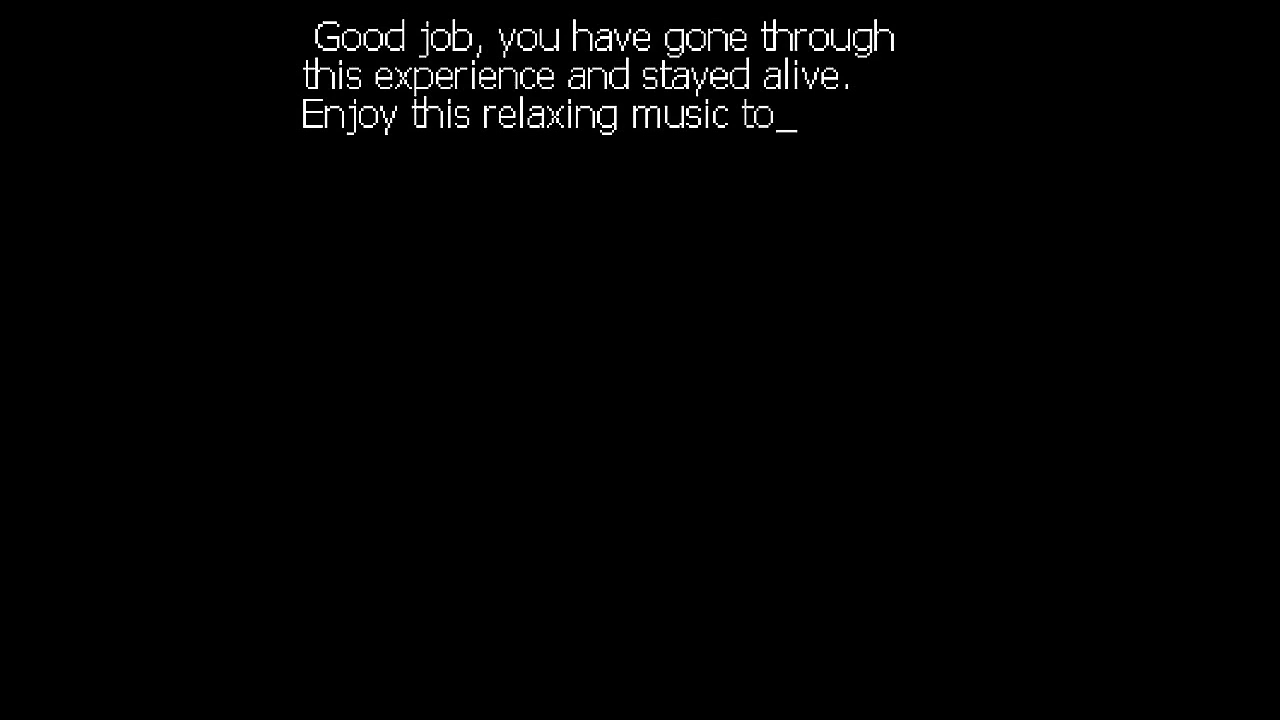 Good job, you have gone through
this experience and stayed alive.
Enjoy this relaxing music to_